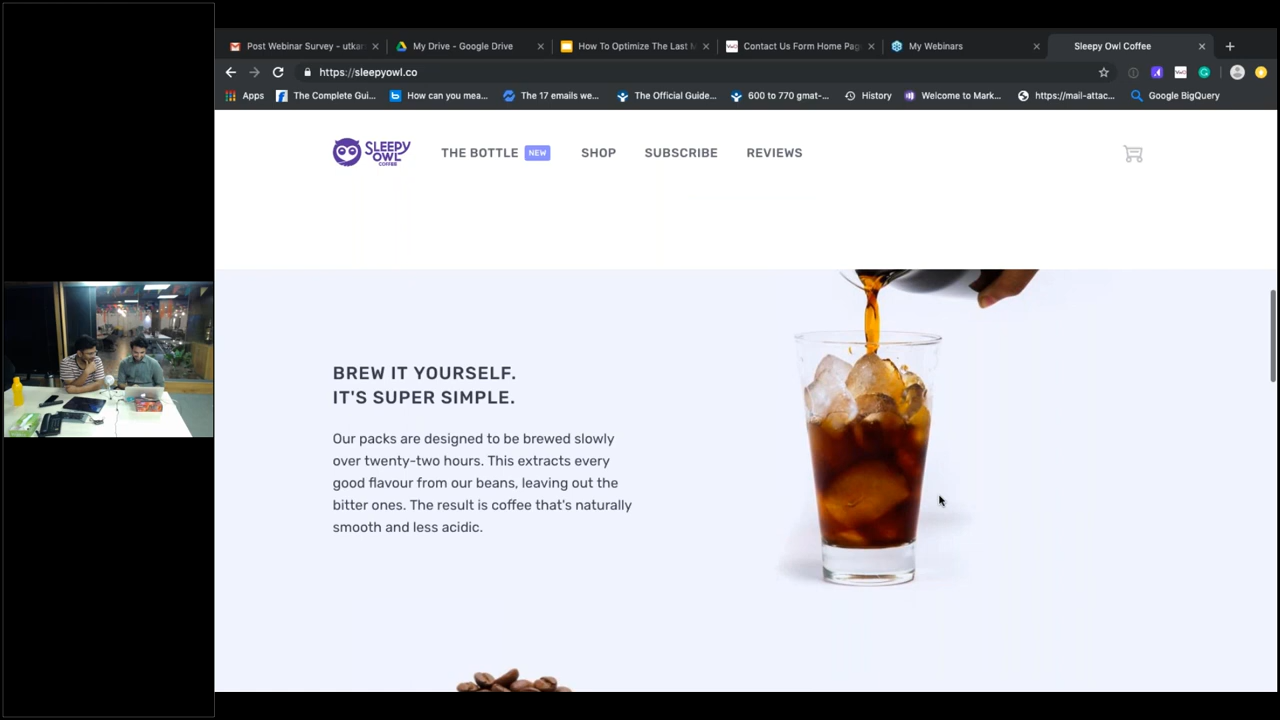 Post Webinar Survey - utkar
My Drive - Google Drive
How To Optimize The Last M
Contact Us Form Home Pag
My Webinars
Sleepy Owl Coffee
https://sleepyowl.co
Apps
The Complete Gui...
How can you mea...
The 17 emails we...
The Official Guide...
600 to 770 gmat-...
History
Welcome to Mark...
https://mail-attac...
Google BigQuery
SLEEPY
OWL
COFFEE
THE BOTTLE NEW
SHOP
SUBSCRIBE
REVIEWS
BREW IT YOURSELF.
IT'S SUPER SIMPLE.
Our packs are designed to be brewed slowly
over twenty-two hours. This extracts every
good flavour from our beans, leaving out the
bitter ones. The result is coffee that's naturally
smooth and less acidic.